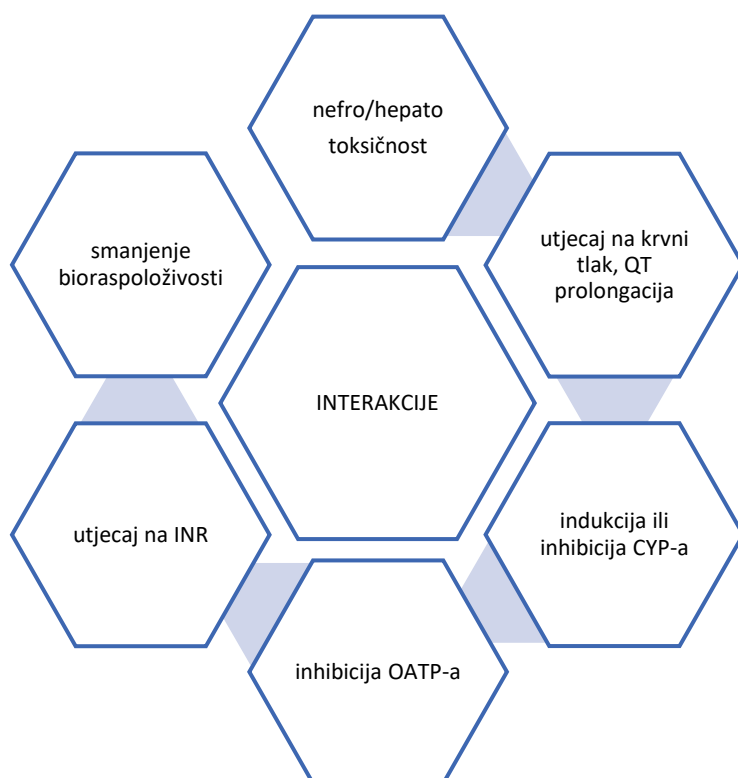 nefro/hepato
toksičnost
smanjenje
bioraspoloživosti
utjecaj na krvni
tlak, QT
prolongacija
INTERAKCIJE
utjecaj na INR
indukcija ili
inhibicija CYP-a
inhibicija OATP-a